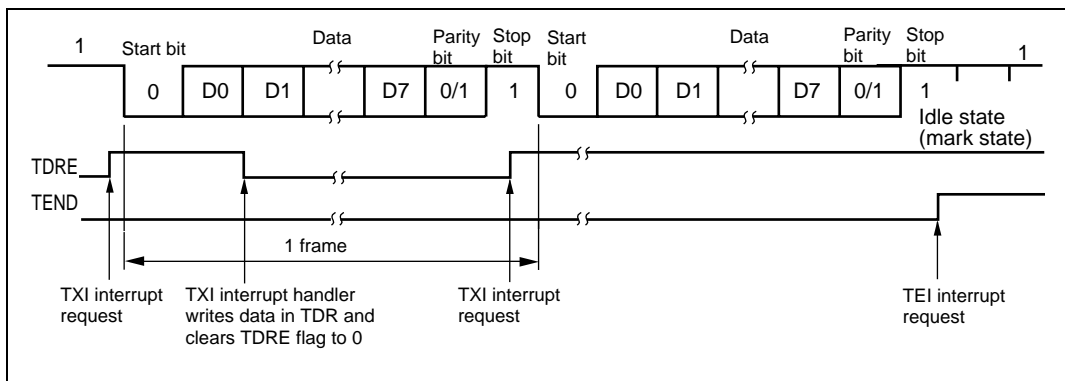 1
Start bit
Data
Parity
bit
Stop
bit
Start
bit
Data
Parity
bit
Stop
bit
1
0 D0 D1 D7 0/1 1 0 D0 D1 D7 0/1 1
Idle state
(mark state)
TDRE
TEND
1 frame
TXI interrupt
request
TXI interrupt handler
writes data in TDR and
clears TDRE flag to 0
TXI interrupt
request
TEI interrupt
request